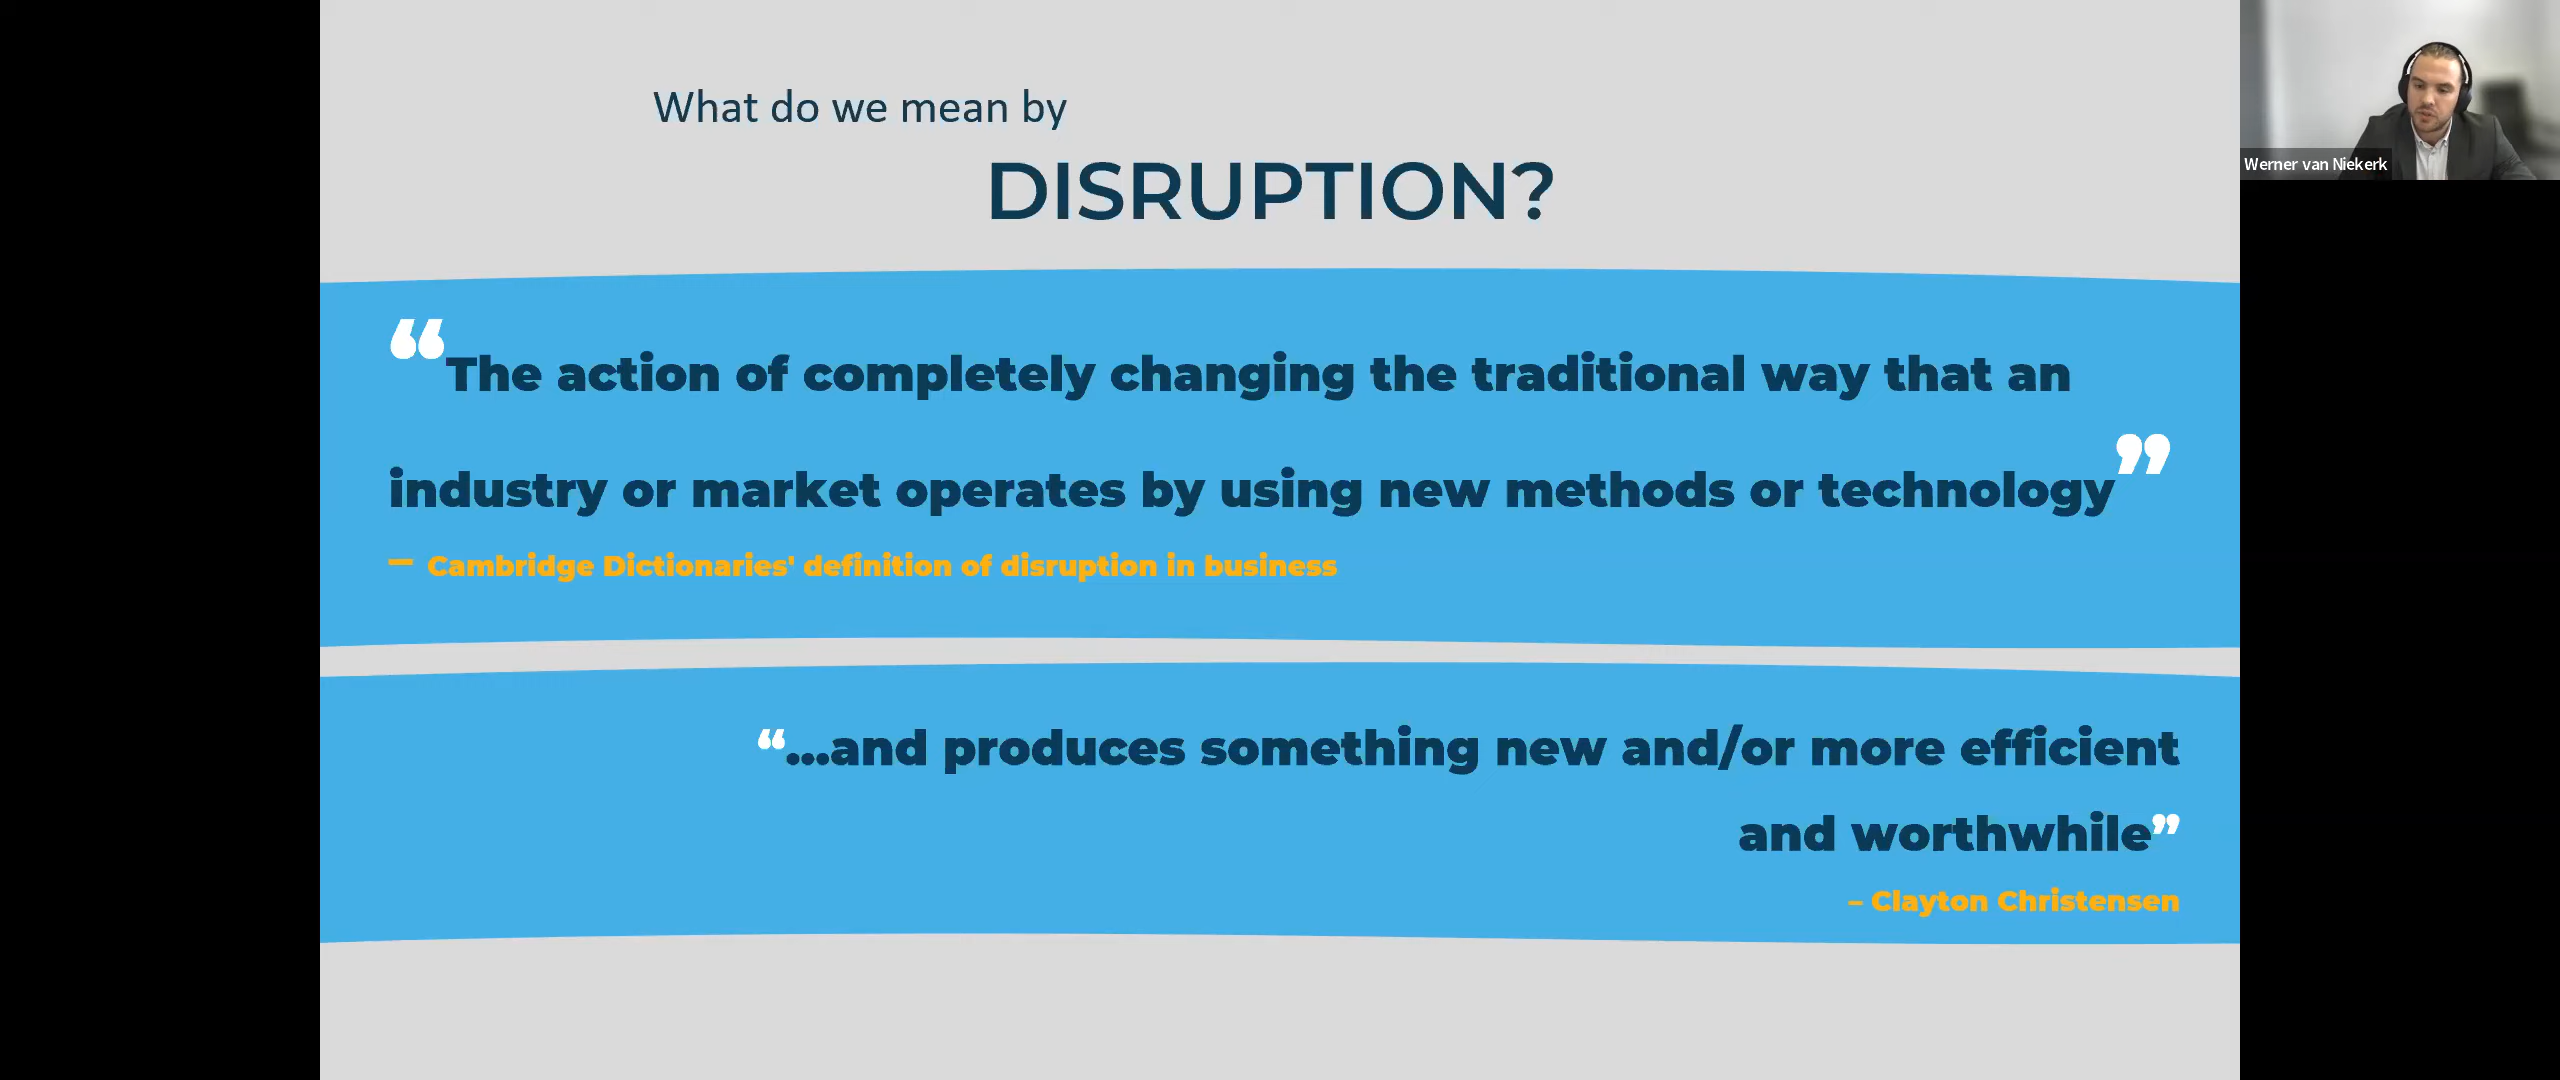 What do we mean by
DISRUPTION?
“The action of completely changing the traditional way that an
industry or market operates by using new methods or technology”
– Cambridge Dictionaries' definition of disruption in business
“...and produces something new and/or more efficient
and worthwhile”
– Clayton Christensen
Werner van Niekerk